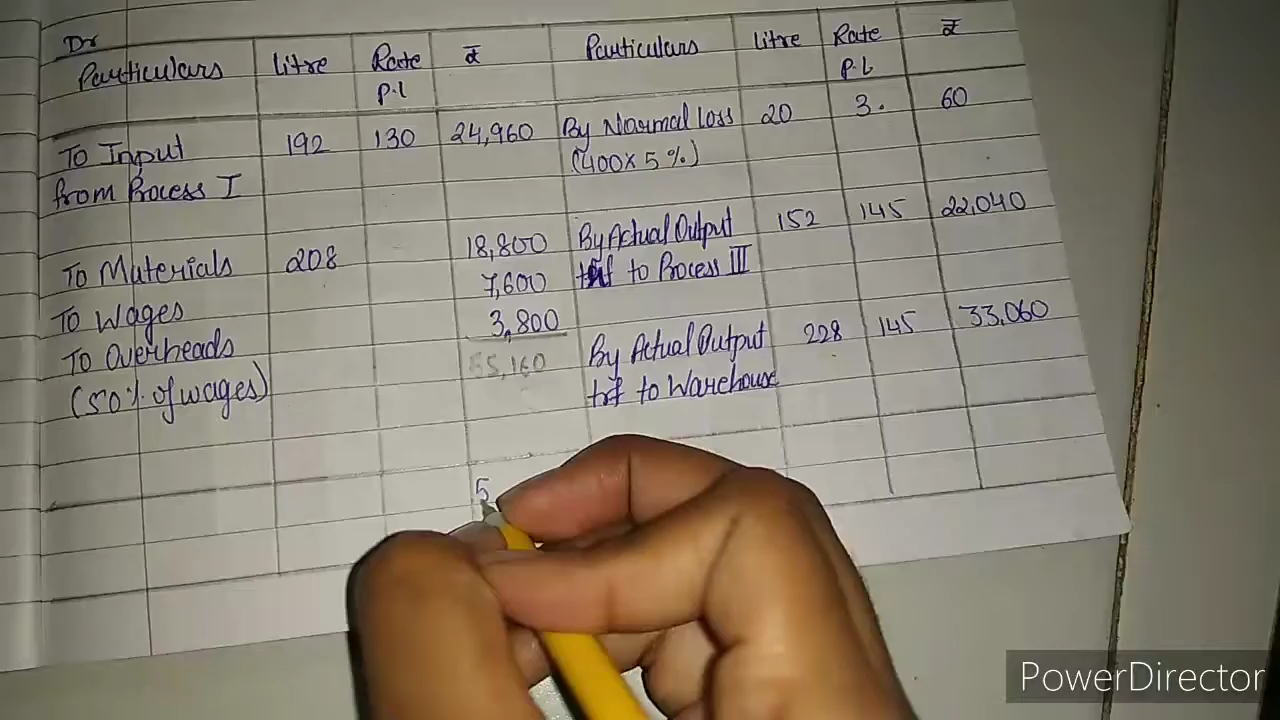 Dr
Particulars Litre Rate ₹ Particulars Litre Rate ₹
P.l P.L
To Input 192 130 24,960 By Normal Loss 20 3. 60
from Process I (400 x 5%)
To Materials 208 18,800 By Actual Output 152 145 22,040
7,600 trf to Process III
To Wages 3,800
To Overheads 55,160 By Actual Output 228 145 33,060
(50% of wages) trf to Warehouse
5
PowerDirector